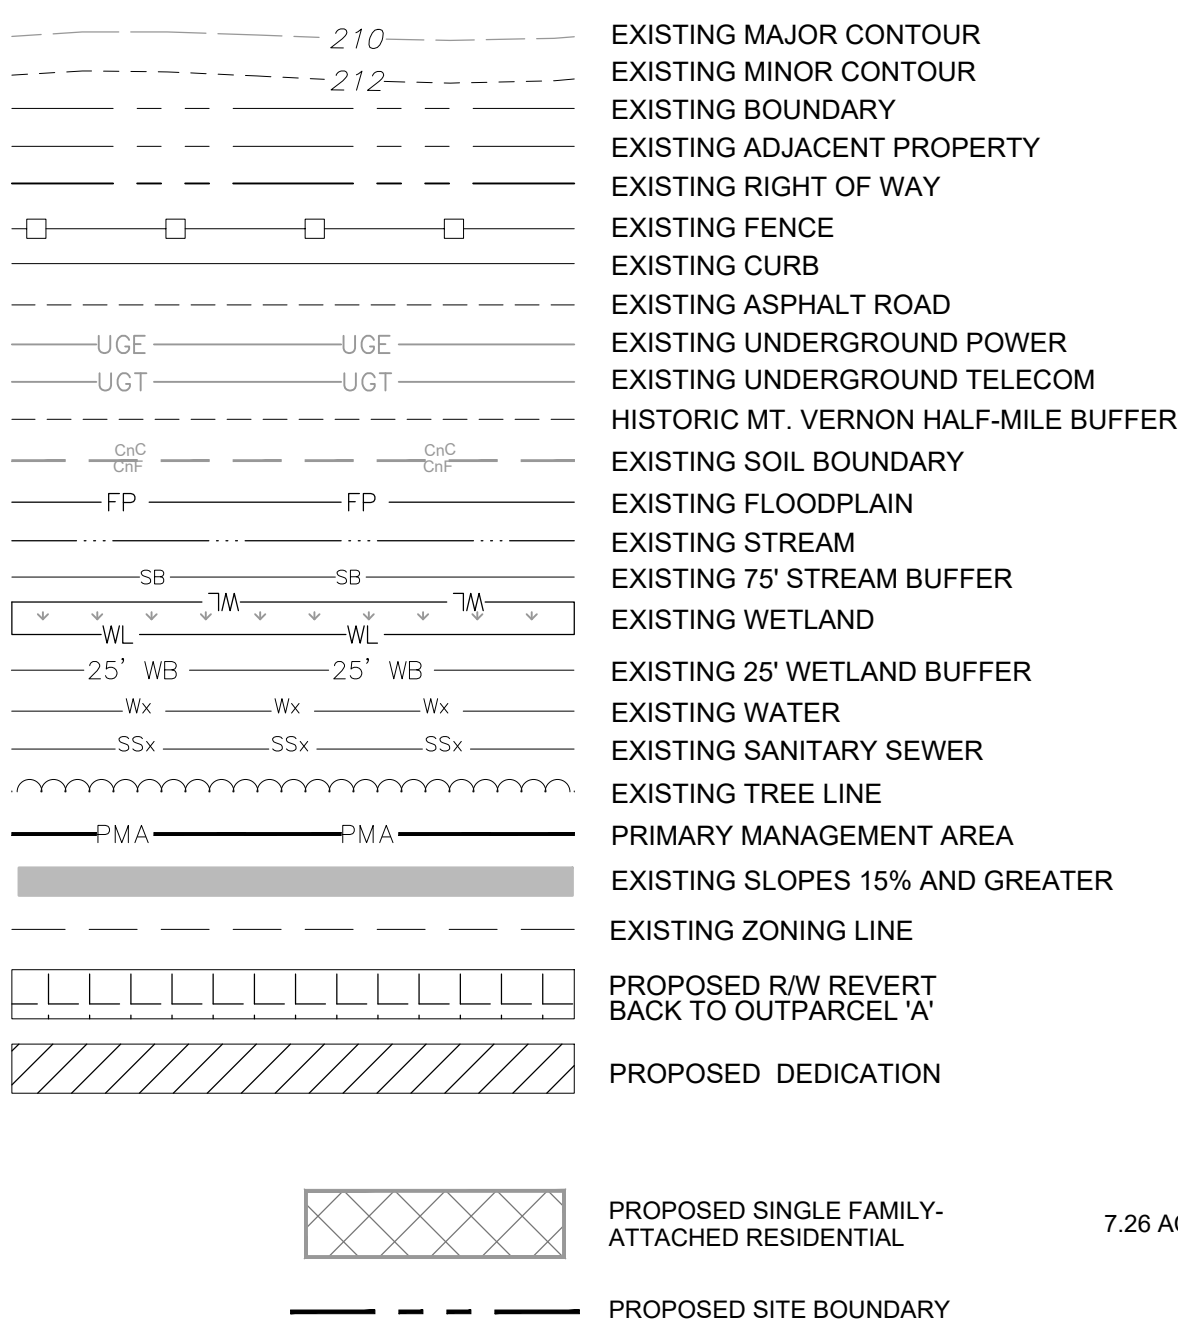 210 EXISTING MAJOR CONTOUR
212 EXISTING MINOR CONTOUR
EXISTING BOUNDARY
EXISTING ADJACENT PROPERTY
EXISTING RIGHT OF WAY
EXISTING FENCE
EXISTING CURB
EXISTING ASPHALT ROAD
UGE UGE EXISTING UNDERGROUND POWER
UGT UGT EXISTING UNDERGROUND TELECOM
HISTORIC MT. VERNON HALF-MILE BUFFER
CnC CnC
CnF CnF
EXISTING SOIL BOUNDARY
FP FP EXISTING FLOODPLAIN
EXISTING STREAM
SB SB EXISTING 75' STREAM BUFFER
WL WL
EXISTING WETLAND
WL WL
25' WB 25' WB EXISTING 25' WETLAND BUFFER
Wx Wx Wx EXISTING WATER
SSx SSx SSx EXISTING SANITARY SEWER
EXISTING TREE LINE
PMA PMA PRIMARY MANAGEMENT AREA
EXISTING SLOPES 15% AND GREATER
EXISTING ZONING LINE
PROPOSED R/W REVERT
BACK TO OUTPARCEL 'A'
PROPOSED DEDICATION
PROPOSED SINGLE FAMILY-
ATTACHED RESIDENTIAL
7.26
PROPOSED SITE BOUNDARY